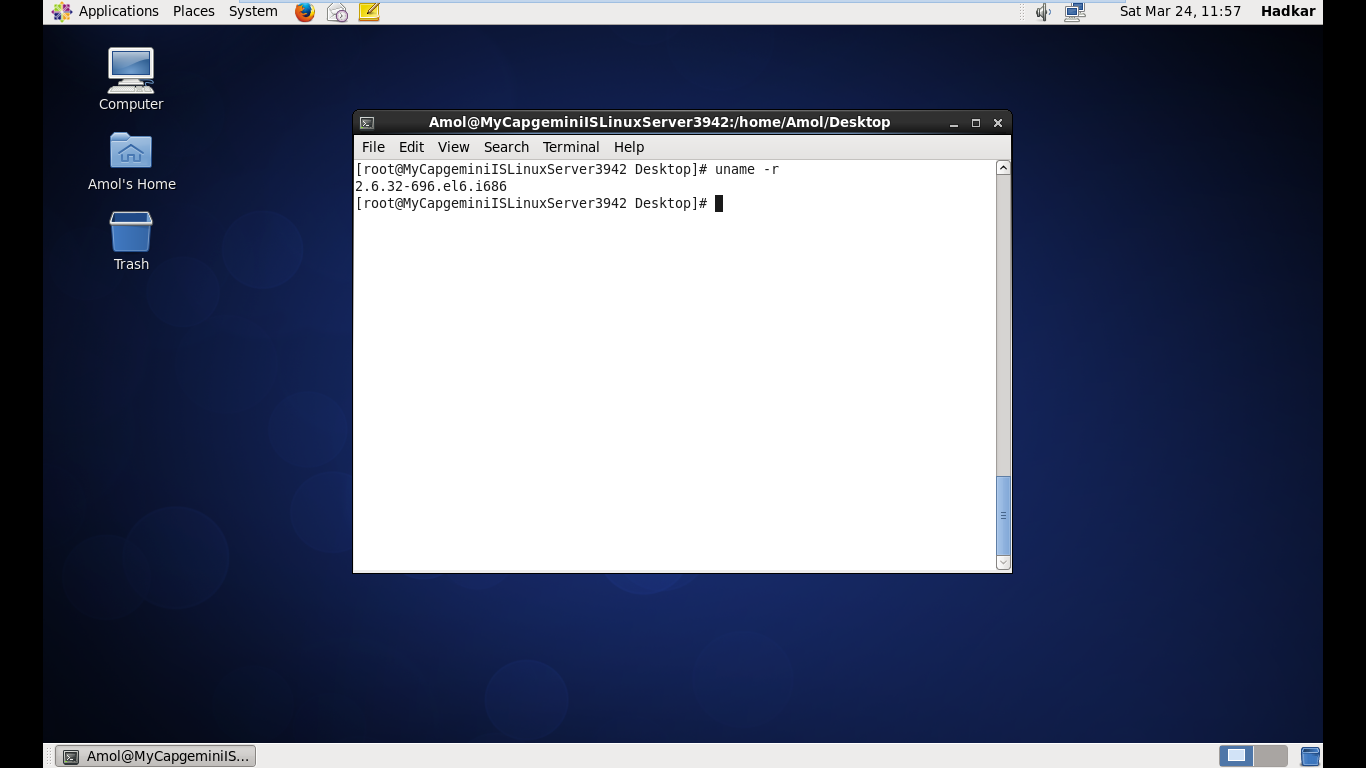 Applications Places System Sat Mar 24, 11:57 Hadkar
Computer
Amol's Home
Trash
Amol@MyCapgeminiISLinuxServer3942:/home/Amol/Desktop
File Edit View Search Terminal Help
[root@MyCapgeminiISLinuxServer3942 Desktop]# uname -r
2.6.32-696.el6.i686
[root@MyCapgeminiISLinuxServer3942 Desktop]#
Amol@MyCapgeminiIS...